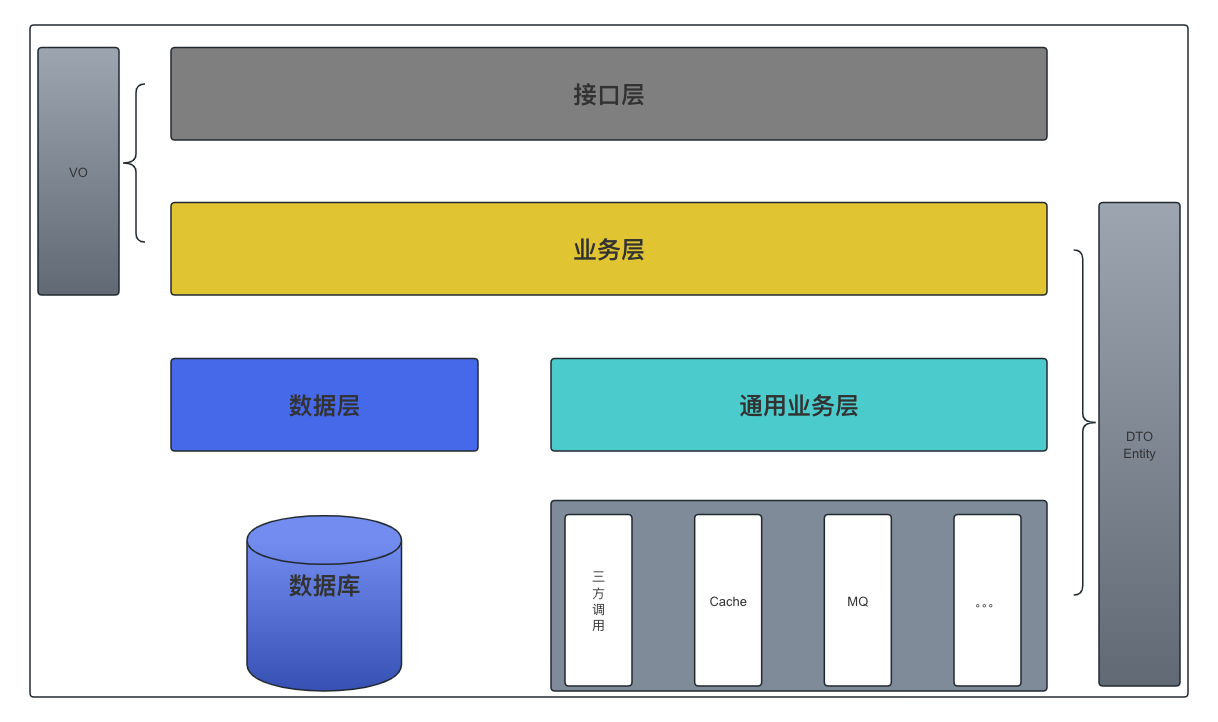 接口层
VO
业务层
数据层
通用业务层
DTO
Entity
数据库
三
方
调
用
Cache
MQ
。。。